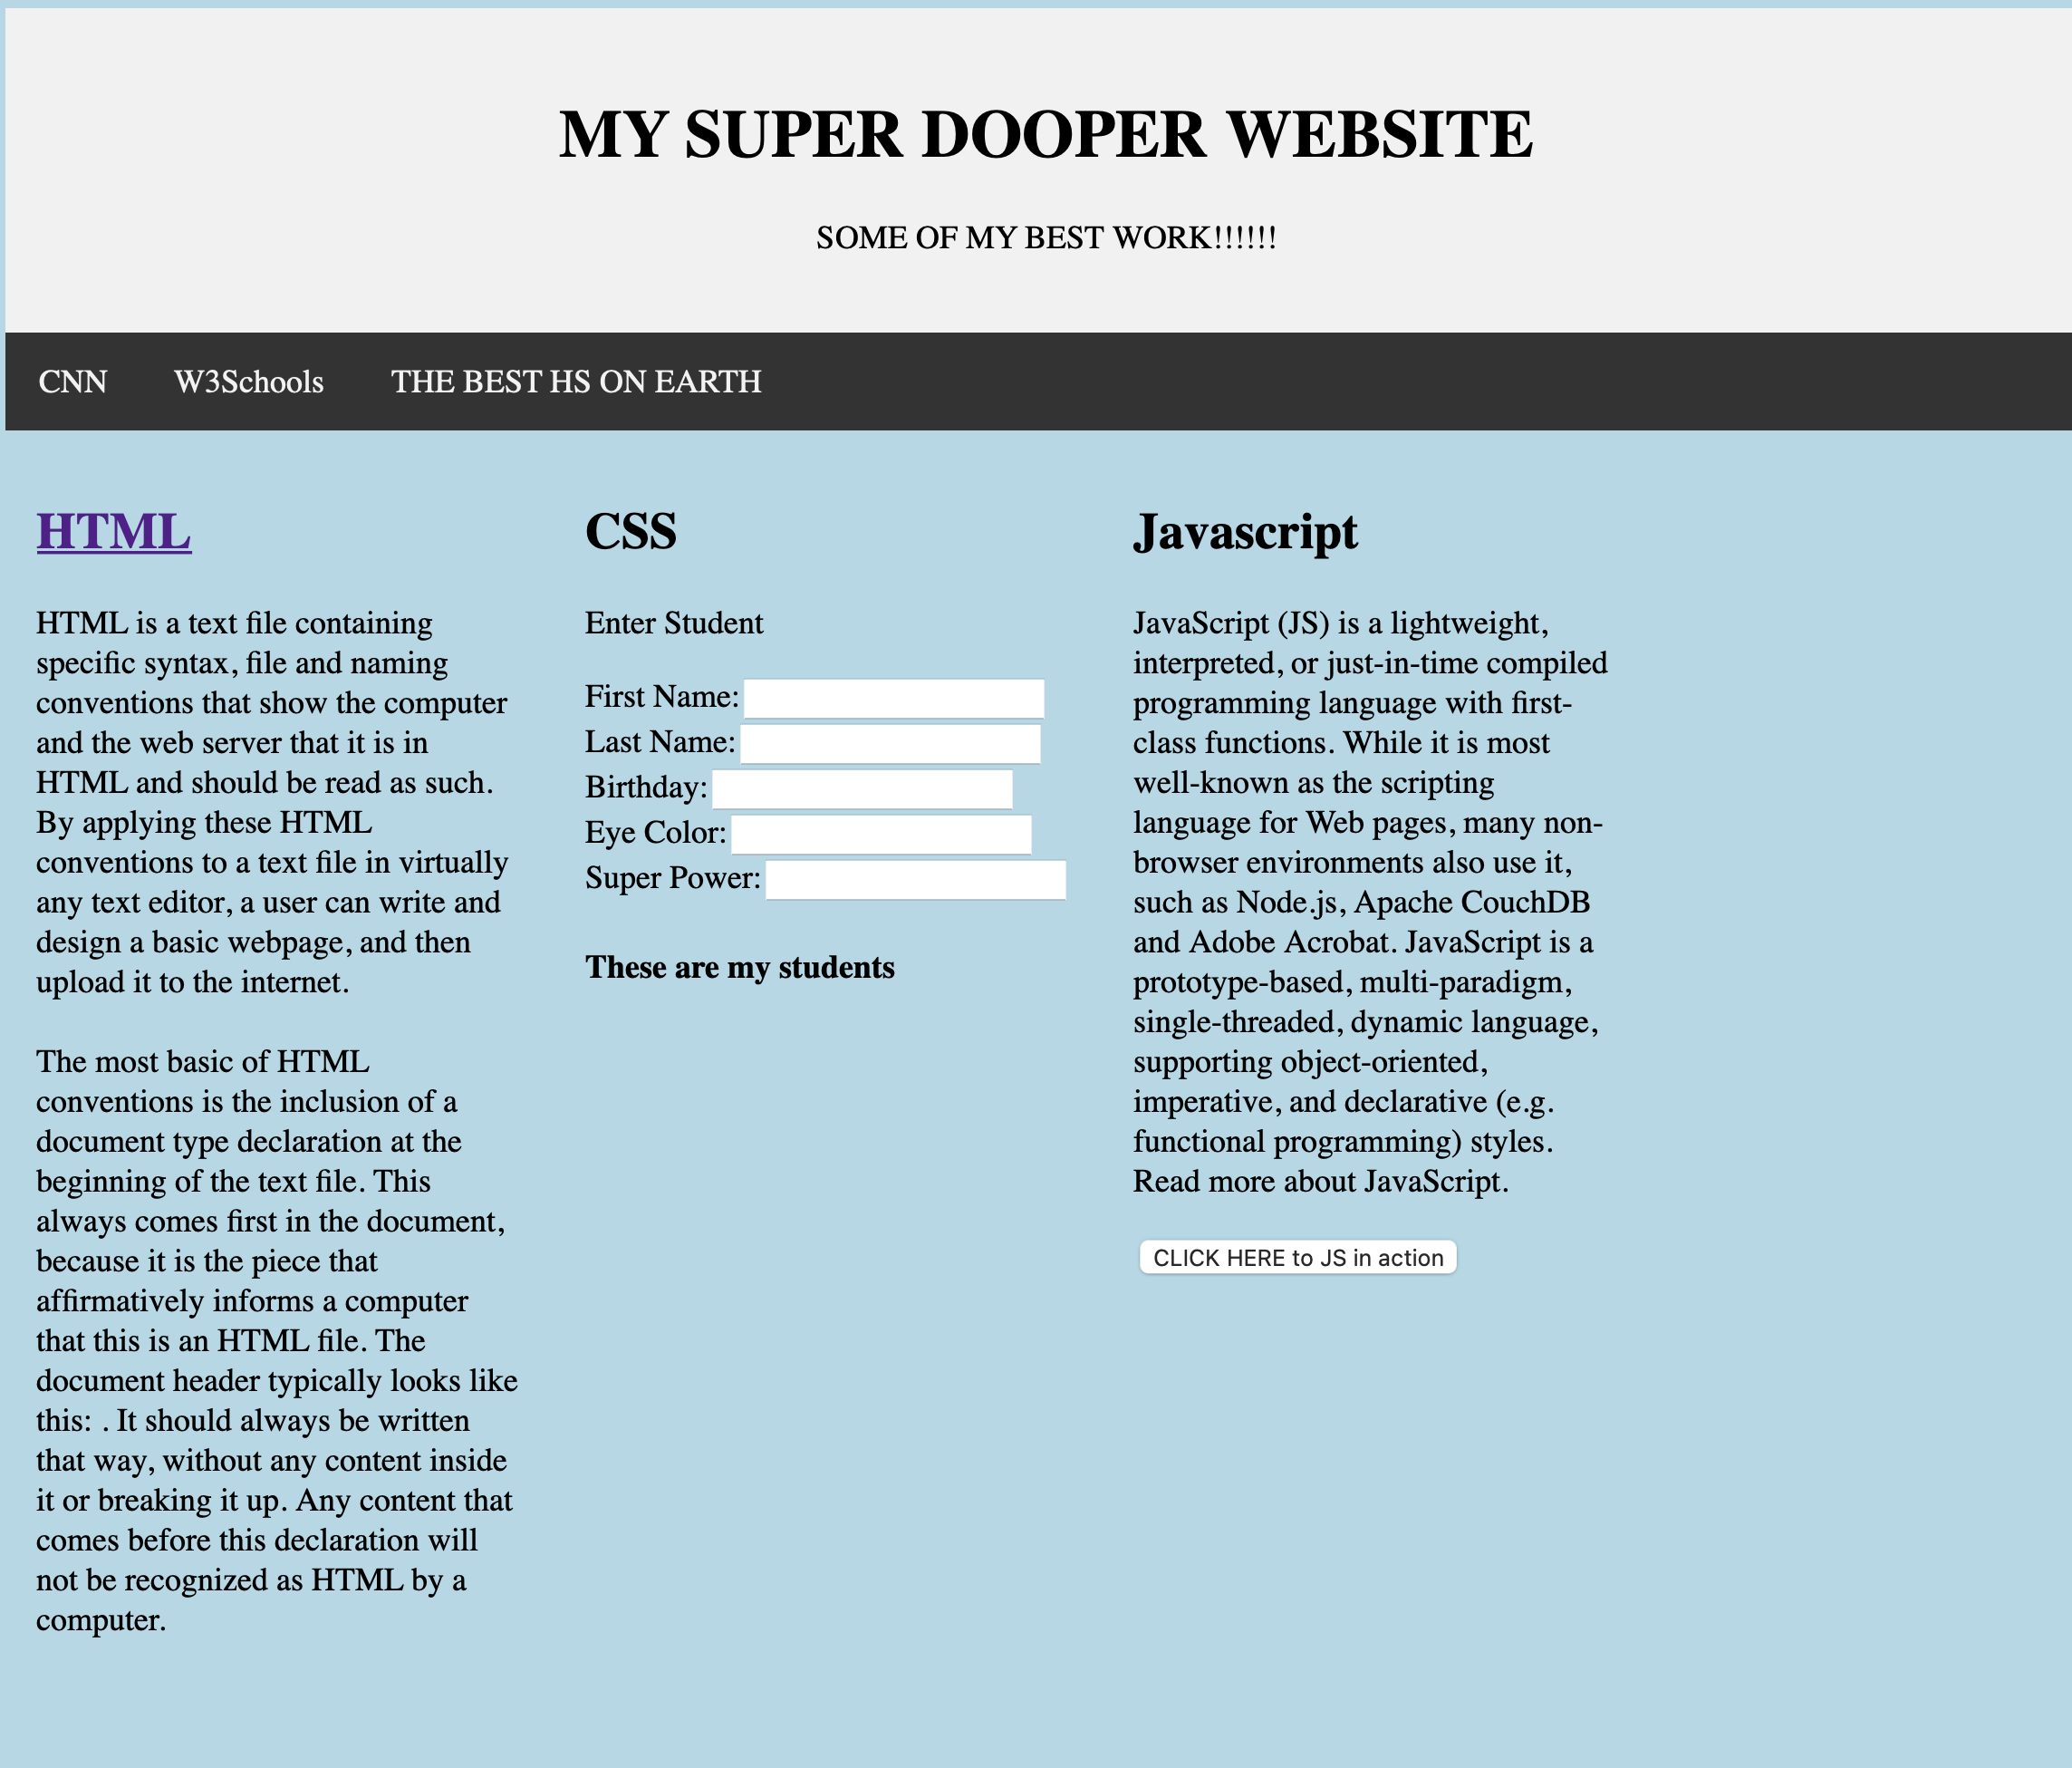 MY SUPER DOOPER WEBSITE
SOME OF MY BEST WORK!!!!!!
CNN W3Schools THE BEST HS ON EARTH
HTML
HTML is a text file containing
specific syntax, file and naming
conventions that show the computer
and the web server that it is in
HTML and should be read as such.
By applying these HTML
conventions to a text file in virtually
any text editor, a user can write and
design a basic webpage, and then
upload it to the internet.
The most basic of HTML
conventions is the inclusion of a
document type declaration at the
beginning of the text file. This
always comes first in the document,
because it is the piece that
affirmatively informs a computer
that this is an HTML file. The
document header typically looks like
this: . It should always be written
that way, without any content inside
it or breaking it up. Any content that
comes before this declaration will
not be recognized as HTML by a
computer.
CSS
Enter Student
First Name:
Last Name:
Birthday:
Eye Color:
Super Power:
These are my students
Javascript
JavaScript (JS) is a lightweight,
interpreted, or just-in-time compiled
programming language with first-
class functions. While it is most
well-known as the scripting
language for Web pages, many non-
browser environments also use it,
such as Node.js, Apache CouchDB
and Adobe Acrobat. JavaScript is a
prototype-based, multi-paradigm,
single-threaded, dynamic language,
supporting object-oriented,
imperative, and declarative (e.g.
functional programming) styles.
Read more about JavaScript.
CLICK HERE to JS in action